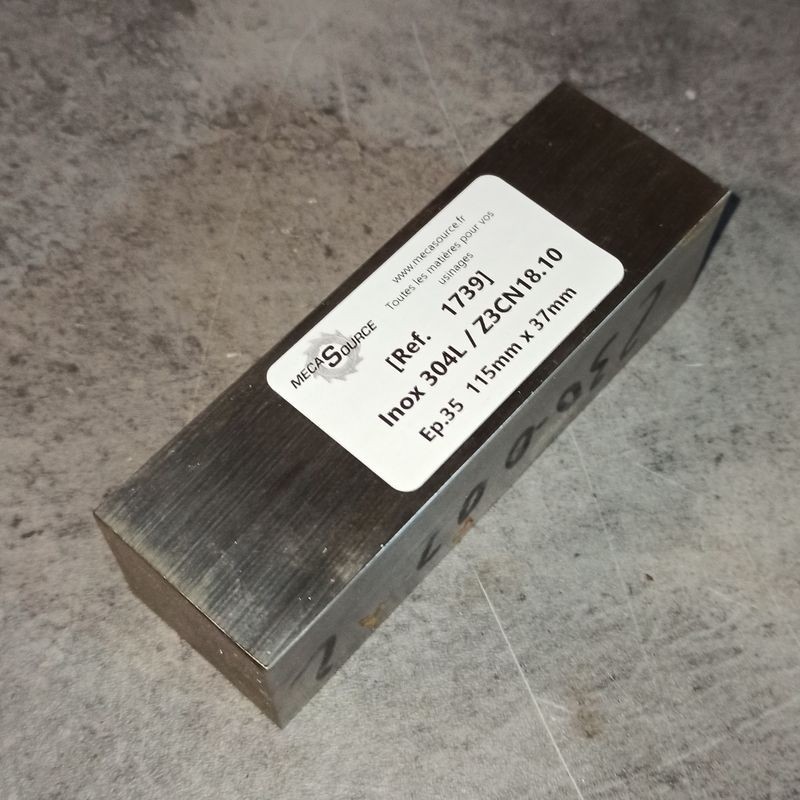 MECASOURCE
www.mecasource.fr
Toutes les matières pour vos
usinages
[Ref. 1739]
Inox 304L / Z3CN18.10
Ep.35 115mm x 37mm